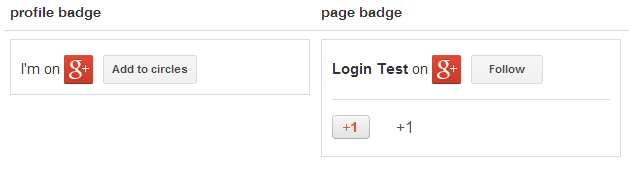 profile badge
I'm on g+ Add to circles
page badge
Login Test on g+ Follow
+1 +1